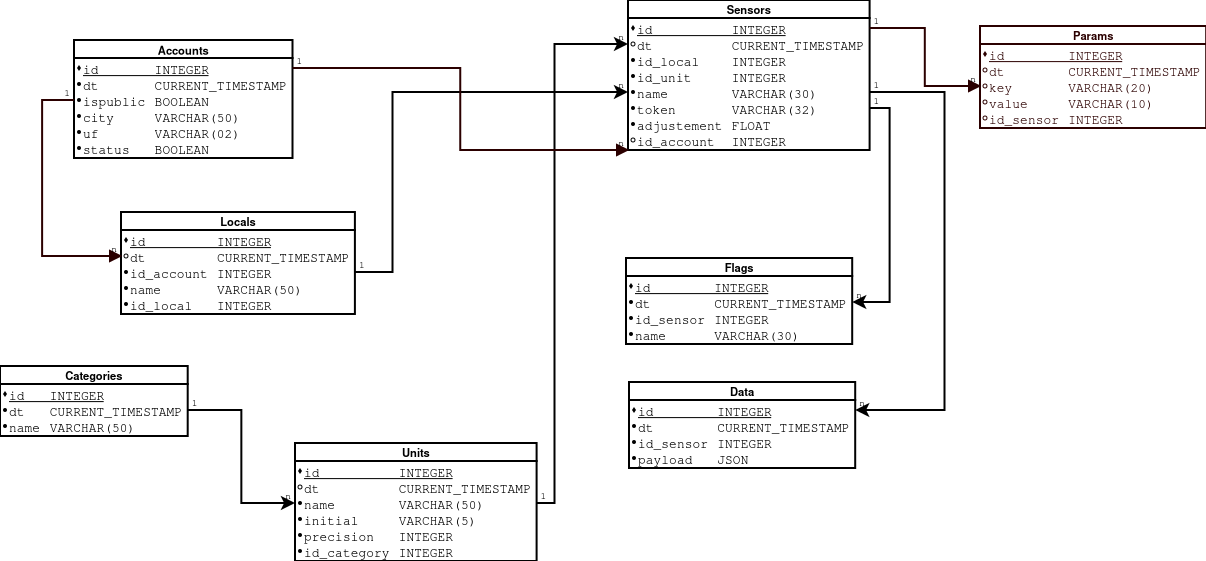 Accounts
id INTEGER
dt CURRENT_TIMESTAMP
ispublic BOOLEAN
city VARCHAR(50)
uf VARCHAR(02)
status BOOLEAN
1
1
Sensors
id INTEGER
dt CURRENT_TIMESTAMP
id_local INTEGER
id_unit INTEGER
name VARCHAR(30)
token VARCHAR(32)
adjustement FLOAT
id_account INTEGER
n
n
n
1
1
1
Params
id INTEGER
dt CURRENT_TIMESTAMP
key VARCHAR(20)
value VARCHAR(10)
id_sensor INTEGER
n
Locals
id INTEGER
dt CURRENT_TIMESTAMP
id_account INTEGER
name VARCHAR(50)
id_local INTEGER
n
1
Flags
id INTEGER
dt CURRENT_TIMESTAMP
id_sensor INTEGER
name VARCHAR(30)
n
Categories
id INTEGER
dt CURRENT_TIMESTAMP
name VARCHAR(50)
1
Data
id INTEGER
dt CURRENT_TIMESTAMP
id_sensor INTEGER
payload JSON
n
Units
id INTEGER
dt CURRENT_TIMESTAMP
name VARCHAR(50)
initial VARCHAR(5)
precision INTEGER
id_category INTEGER
n
1